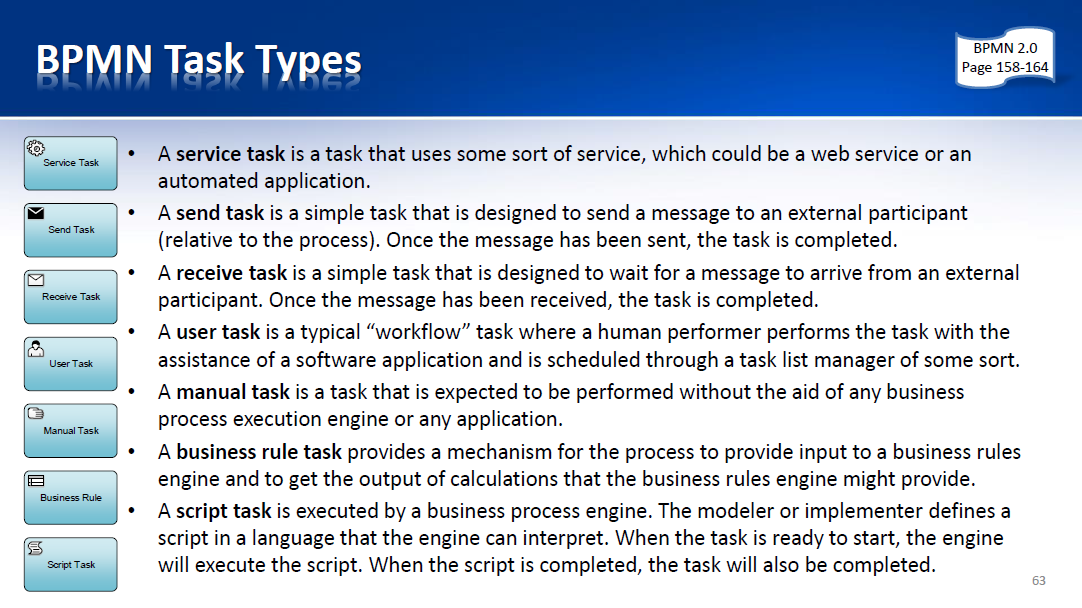 BPMN Task Types
BPMN 2.0
Page 158-164
Service Task
• A service task is a task that uses some sort of service, which could be a web service or an
automated application.
Send Task
• A send task is a simple task that is designed to send a message to an external participant
(relative to the process). Once the message has been sent, the task is completed.
Receive Task
• A receive task is a simple task that is designed to wait for a message to arrive from an external
participant. Once the message has been received, the task is completed.
User Task
• A user task is a typical “workflow” task where a human performer performs the task with the
assistance of a software application and is scheduled through a task list manager of some sort.
Manual Task
• A manual task is a task that is expected to be performed without the aid of any business
process execution engine or any application.
Business Rule
• A business rule task provides a mechanism for the process to provide input to a business rules
engine and to get the output of calculations that the business rules engine might provide.
Script Task
• A script task is executed by a business process engine. The modeler or implementer defines a
script in a language that the engine can interpret. When the task is ready to start, the engine
will execute the script. When the script is completed, the task will also be completed.
63